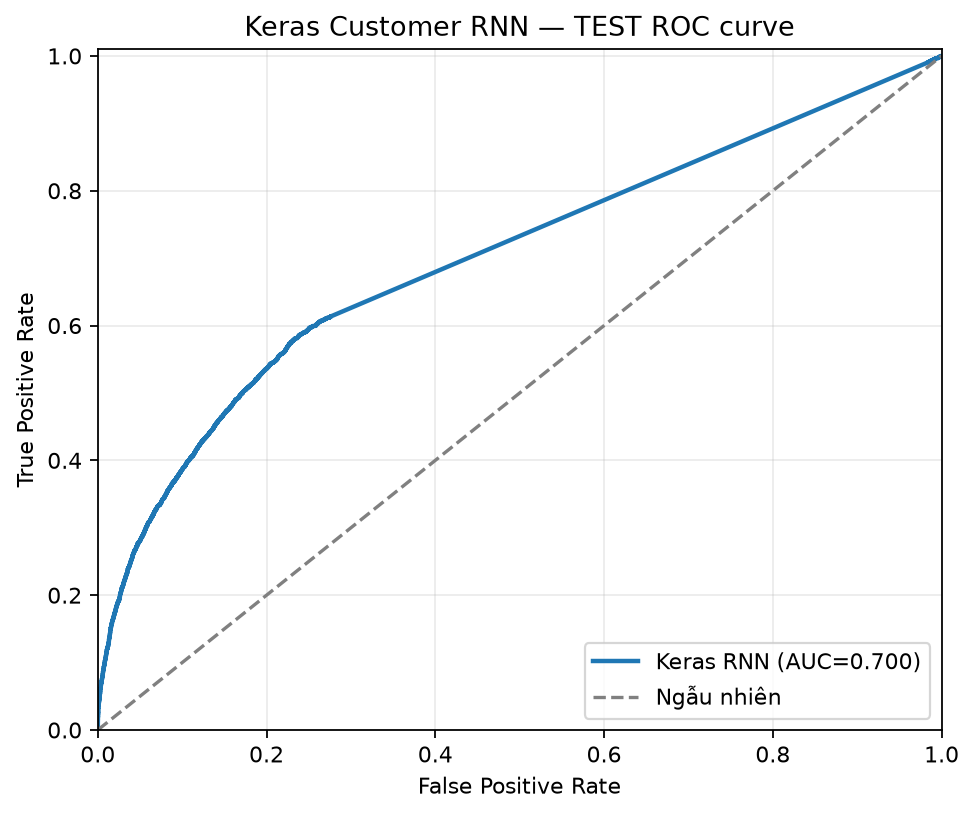 Keras Customer RNN — TEST ROC curve
1.0
0.8
0.6
0.4
0.2
0.0
True Positive Rate
Keras RNN (AUC=0.700)
Ngẫu nhiên
0.0 0.2 0.4 0.6 0.8 1.0
False Positive Rate